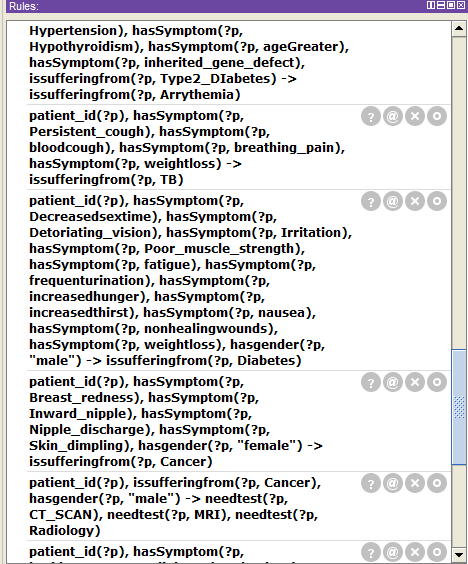 Rules:
Hypertension), hasSymptom(?p,
Hypothyroidism), hasSymptom(?p, ageGreater),
hasSymptom(?p, inherited_gene_defect),
issufferingfrom(?p, Type2_DIabetes) ->
issufferingfrom(?p, Arrythemia)
patient_id(?p), hasSymptom(?p,
Persistent_cough), hasSymptom(?p,
bloodcough), hasSymptom(?p, breathing_pain),
hasSymptom(?p, weightloss) ->
issufferingfrom(?p, TB)
patient_id(?p), hasSymptom(?p,
Decreasedsextime), hasSymptom(?p,
Detoriating_vision), hasSymptom(?p, Irritation),
hasSymptom(?p, Poor_muscle_strength),
hasSymptom(?p, fatigue), hasSymptom(?p,
frequenturination), hasSymptom(?p,
increasedhunger), hasSymptom(?p,
increasedthirst), hasSymptom(?p, nausea),
hasSymptom(?p, nonhealingwounds),
hasSymptom(?p, weightloss), hasgender(?p,
"male") -> issufferingfrom(?p, Diabetes)
patient_id(?p), hasSymptom(?p,
Breast_redness), hasSymptom(?p,
Inward_nipple), hasSymptom(?p,
Nipple_discharge), hasSymptom(?p,
Skin_dimpling), hasgender(?p, "female") ->
issufferingfrom(?p, Cancer)
patient_id(?p), issufferingfrom(?p, Cancer),
hasgender(?p, "male") -> needtest(?p,
CT_SCAN), needtest(?p, MRI), needtest(?p,
Radiology)
patient_id(?p), hasSymptom(?p,